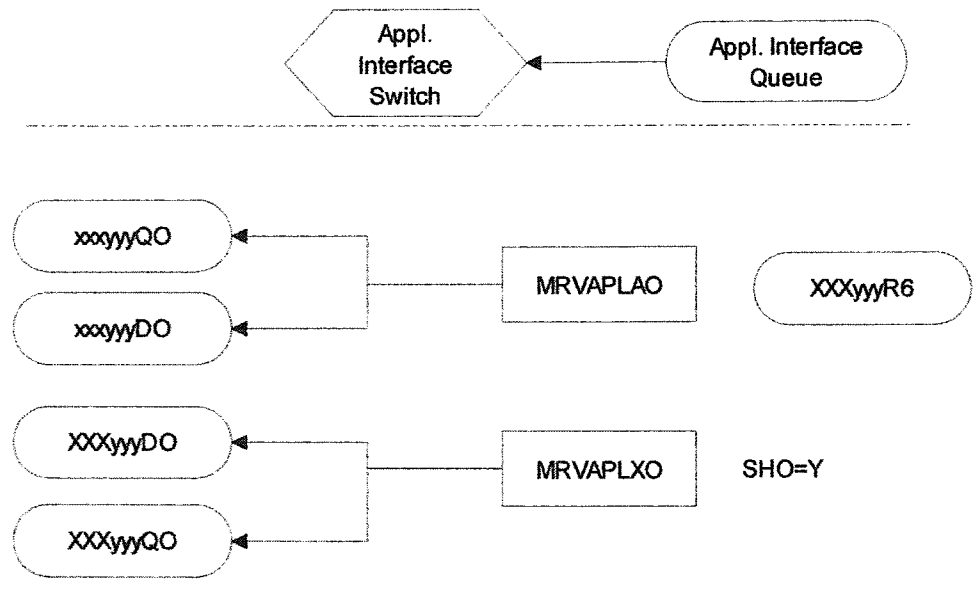 Appl.
Interface
Switch
Appl. Interface
Queue
xxxyyyQO
MRVAPLAO
XXXyyyR6
xxxyyyDO
XXXyyyDO
MRVAPLXO
SHO=Y
XXXyyyQO